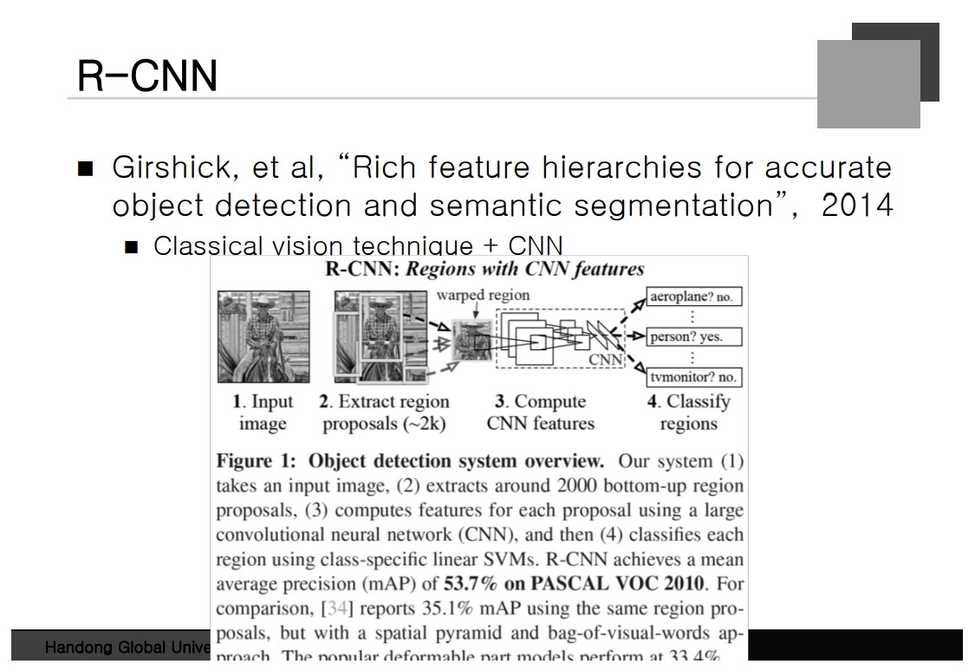 R-CNN
■ Girshick, et al, “Rich feature hierarchies for accurate
object detection and semantic segmentation”, 2014
■ Classical vision technique + CNN
R-CNN: Regions with CNN features
warped region
aeroplane? no.
⋮
person? yes.
⋮
CNN
tvmonitor? no.
1. Input
image
2. Extract region
proposals (~2k)
3. Compute
CNN features
4. Classify
regions
Figure 1: Object detection system overview. Our system (1)
takes an input image, (2) extracts around 2000 bottom-up region
proposals, (3) computes features for each proposal using a large
convolutional neural network (CNN), and then (4) classifies each
region using class-specific linear SVMs. R-CNN achieves a mean
average precision (mAP) of 53.7% on PASCAL VOC 2010. For
comparison, [34] reports 35.1% mAP using the same region pro-
posals, but with a spatial pyramid and bag-of-visual-words ap-
proach. The popular deformable part models perform at 33.4%.
Handong Global Unive